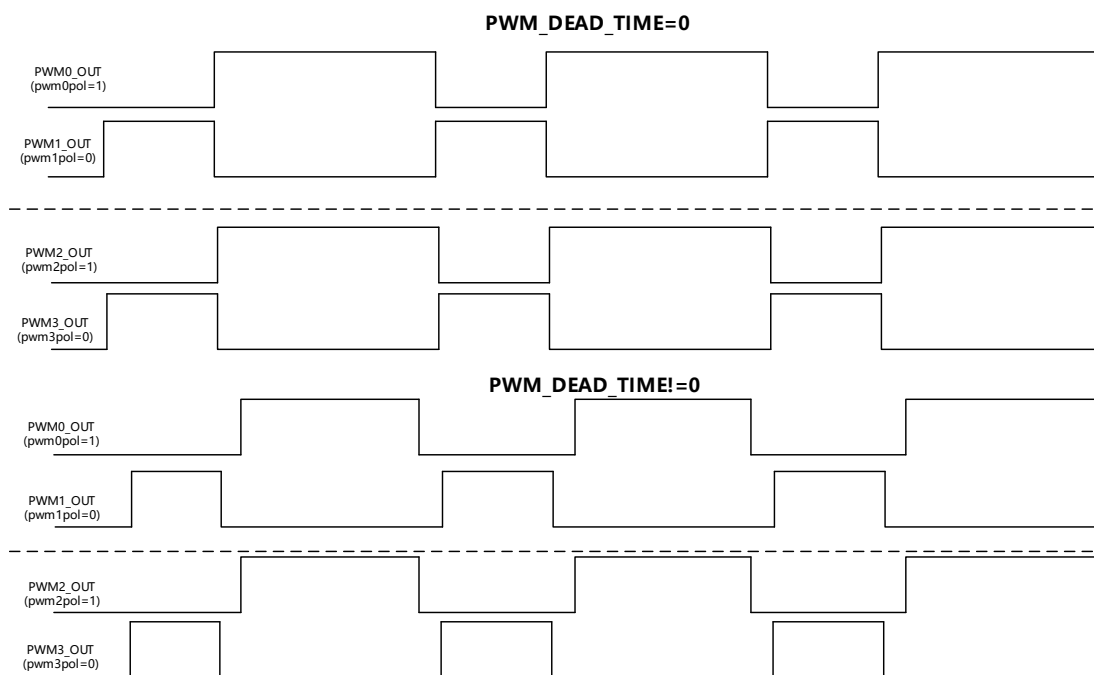 PWM_DEAD_TIME=0
PWM0_OUT
(pwm0pol=1)
PWM1_OUT
(pwm1pol=0)
PWM2_OUT
(pwm2pol=1)
PWM3_OUT
(pwm3pol=0)
PWM_DEAD_TIME!=0
PWM0_OUT
(pwm0pol=1)
PWM1_OUT
(pwm1pol=0)
PWM2_OUT
(pwm2pol=1)
PWM3_OUT
(pwm3pol=0)